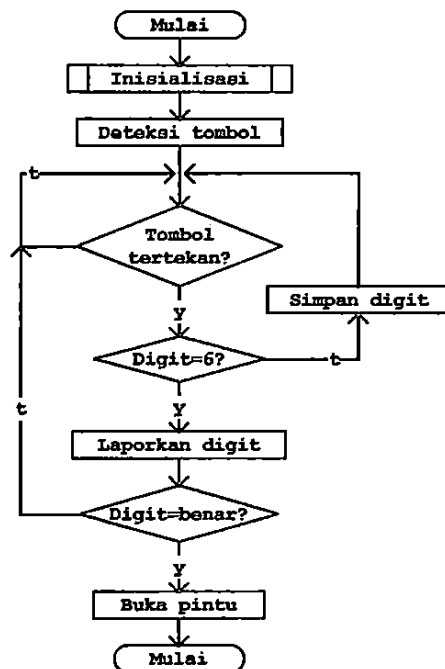 Mulai
Inisialisasi
Deteksi tombol
t
Tombol
tertekan?
Simpan digit
y
Digit=6?
t
t
y
Laporkan digit
Digit=benar?
y
Buka pintu
Mulai